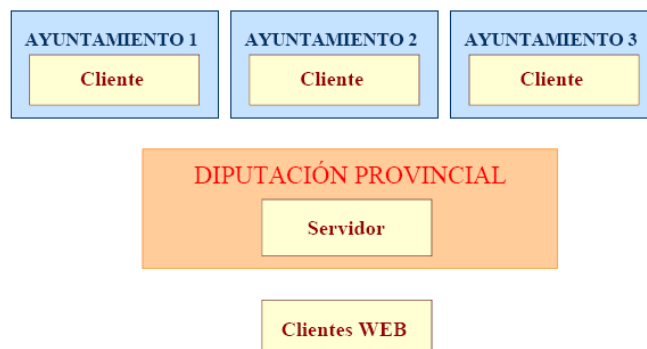 AYUNTAMIENTO 1
Cliente
AYUNTAMIENTO 2
Cliente
AYUNTAMIENTO 3
Cliente
DIPUTACIÓN PROVINCIAL
Servidor
Clientes WEB